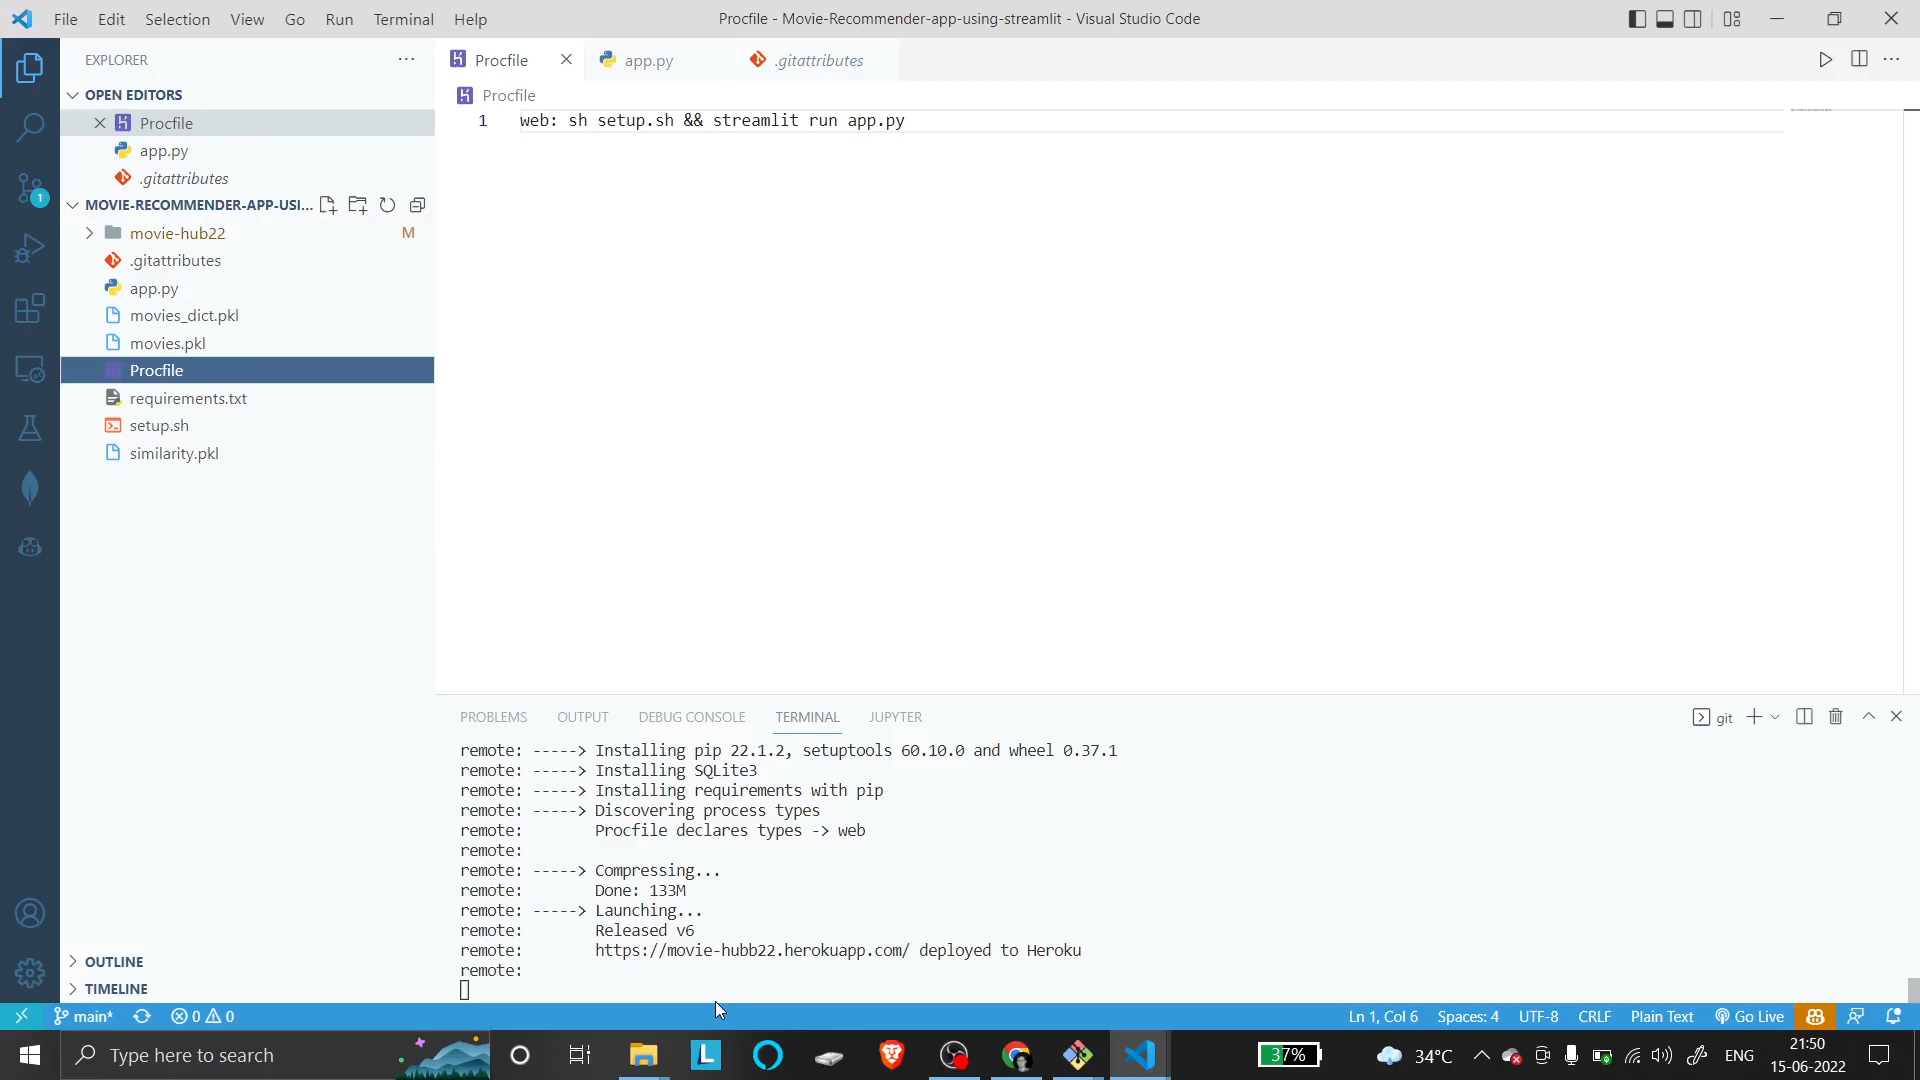 File Edit Selection View Go Run Terminal Help
Procfile - Movie-Recommender-app-using-streamlit - Visual Studio Code
EXPLORER
OPEN EDITORS
Procfile
app.py
.gitattributes
MOVIE-RECOMMENDER-APP-USI...
movie-hub22 M
.gitattributes
app.py
movies_dict.pkl
movies.pkl
Procfile
requirements.txt
setup.sh
similarity.pkl
OUTLINE
TIMELINE
1
Procfile app.py .gitattributes
Procfile
1 web: sh setup.sh && streamlit run app.py
PROBLEMS OUTPUT DEBUG CONSOLE TERMINAL JUPYTER
git
remote: -----> Installing pip 22.1.2, setuptools 60.10.0 and wheel 0.37.1
remote: -----> Installing SQLite3
remote: -----> Installing requirements with pip
remote: -----> Discovering process types
remote:        Procfile declares types -> web
remote:
remote: -----> Compressing...
remote:        Done: 133M
remote: -----> Launching...
remote:        Released v6
remote:        https://movie-hubb22.herokuapp.com/ deployed to Heroku
remote:
main* 0 0 Ln 1, Col 6 Spaces: 4 UTF-8 CRLF Plain Text Go Live
Type here to search
L
37%
34°C
ENG
21:50
15-06-2022